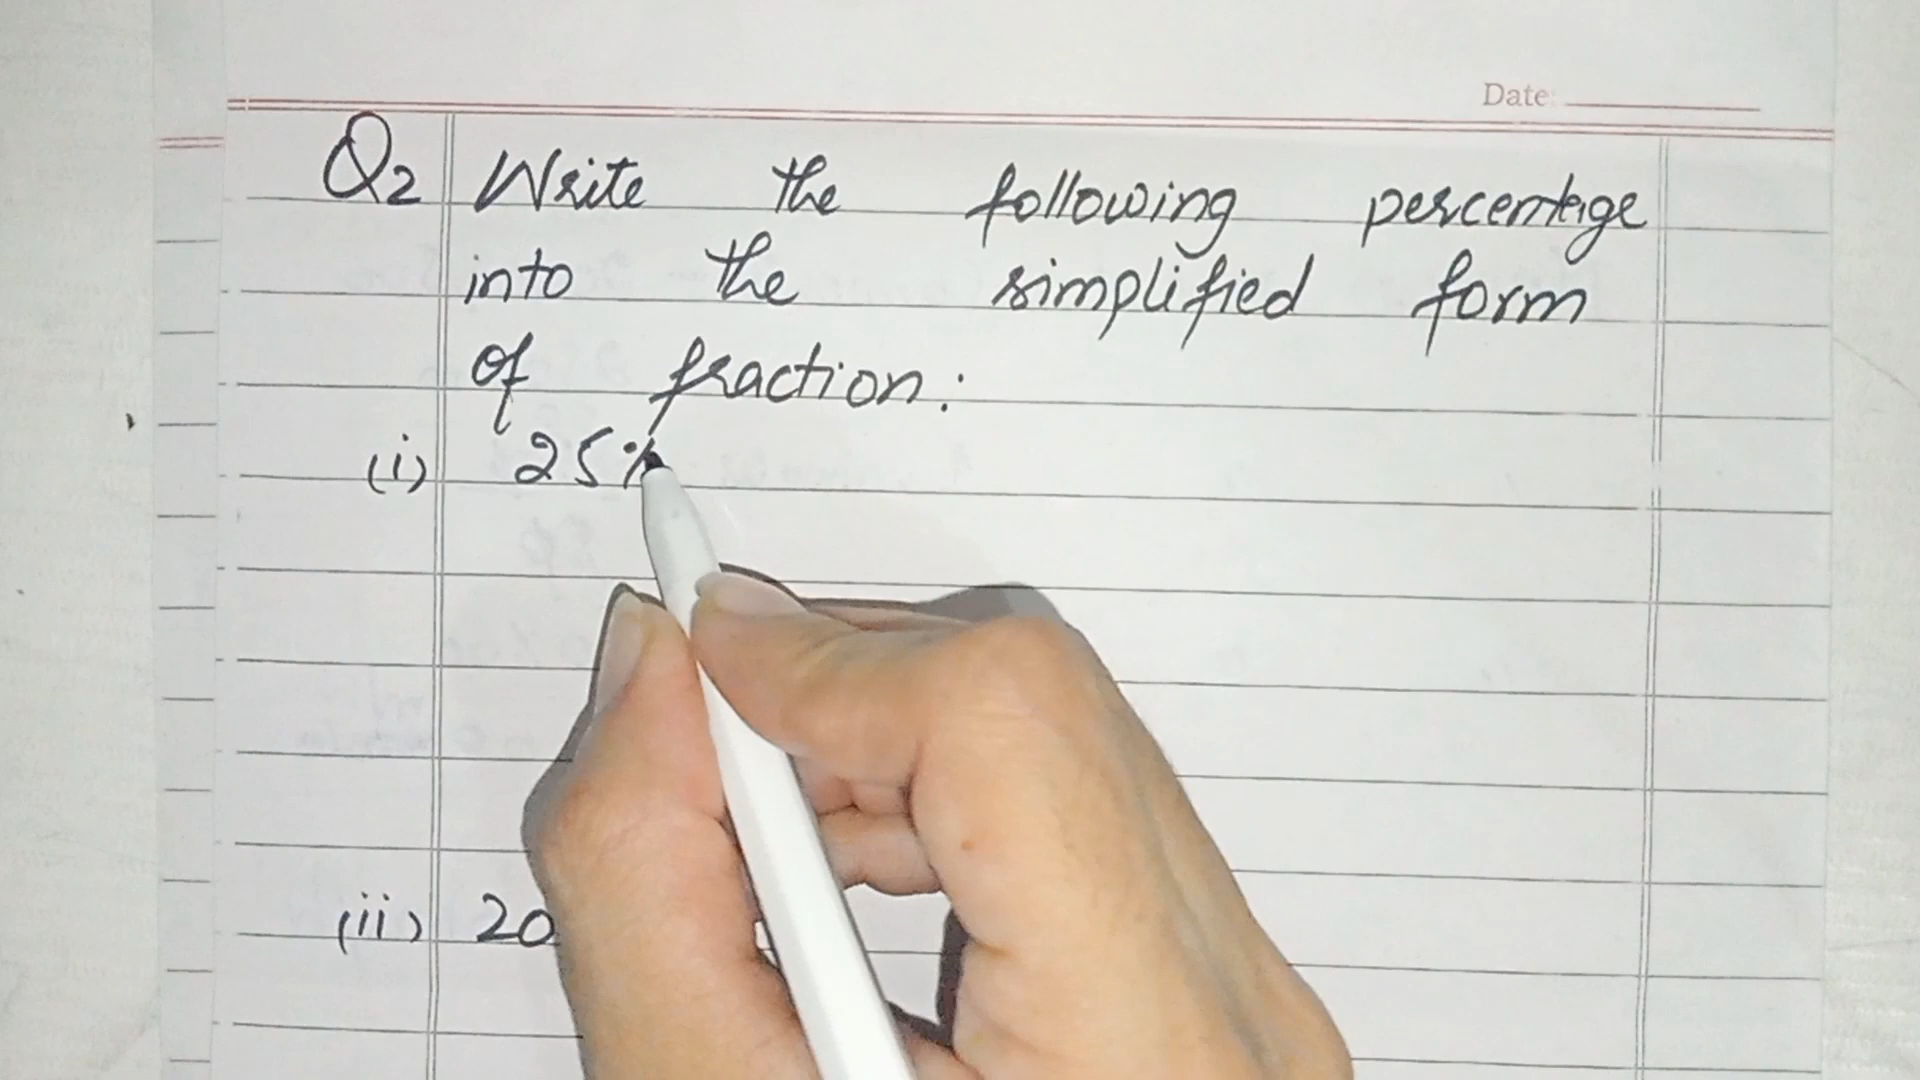 Date:
Q2 Write the following percentage
into the simplified form
of fraction:
(i) 25%
(ii) 20